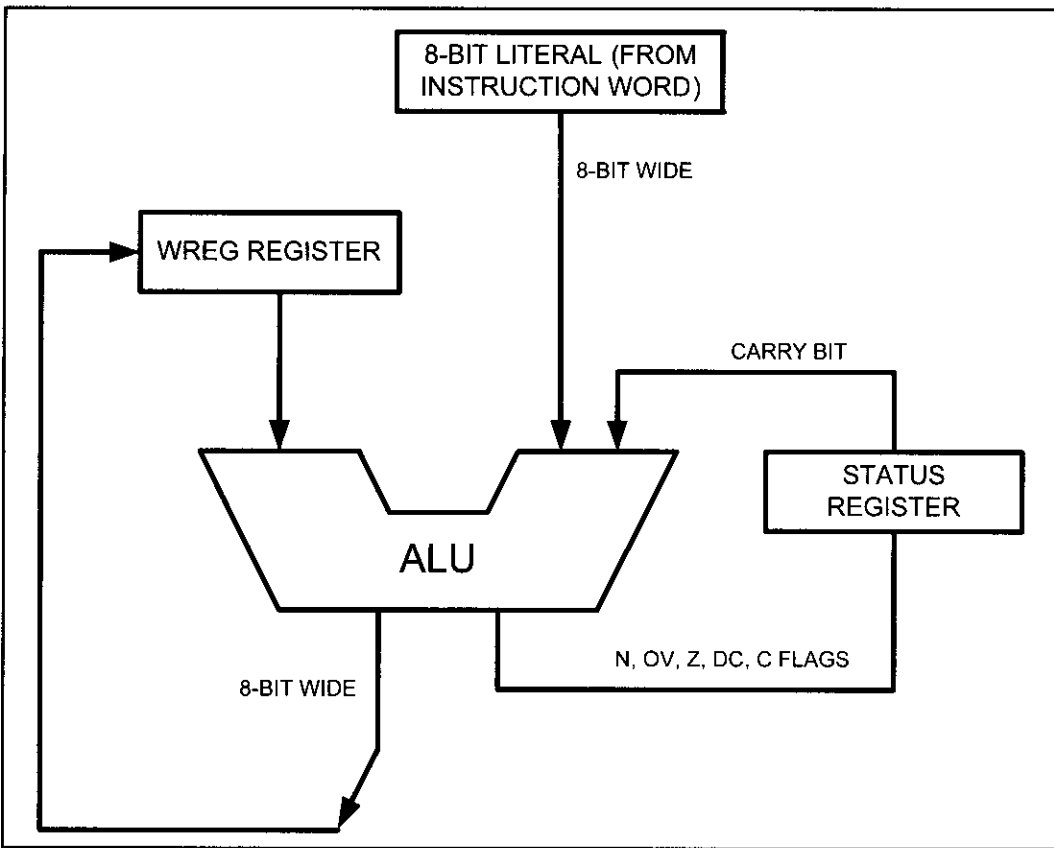 8-BIT LITERAL (FROM
INSTRUCTION WORD)
8-BIT WIDE
WREG REGISTER
CARRY BIT
STATUS
REGISTER
ALU
N, OV, Z, DC, C FLAGS
8-BIT WIDE